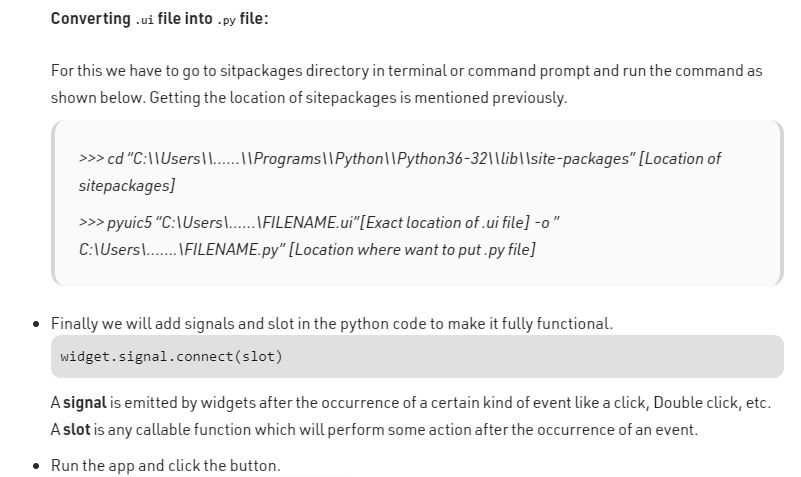 Converting .ui file into .py file:
For this we have to go to sitpackages directory in terminal or command prompt and run the command as
shown below. Getting the location of sitepackages is mentioned previously.
>>> cd “C:\\Users\\......\\Programs\\Python\\Python36-32\\lib\\site-packages” [Location of
sitepackages]
>>> pyuic5 “C:\Users\......\FILENAME.ui”[Exact location of .ui file] -o ”
C:\Users\.......\FILENAME.py” [Location where want to put .py file]
• Finally we will add signals and slot in the python code to make it fully functional.
widget.signal.connect(slot)
A signal is emitted by widgets after the occurrence of a certain kind of event like a click, Double click, etc.
A slot is any callable function which will perform some action after the occurrence of an event.
• Run the app and click the button.